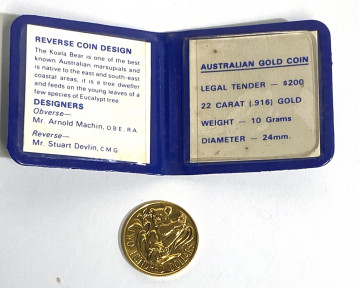 REVERSE COIN DESIGN
The Koala Bear is one of the best
known Australian marsupials and
is native to the east and south-east
coastal areas, it is a tree dweller
and feeds on the young leaves of a
few species of Eucalypt tree.
DESIGNERS
Obverse—
Mr. Arnold Machin, O.B.E., R.A.
Reverse—
Mr. Stuart Devlin, C.M.G
AUSTRALIAN GOLD COIN
LEGAL TENDER — $200
22 CARAT (.916) GOLD
WEIGHT — 10 Grams
DIAMETER — 24mm.
TWO HUNDRED DOLLARS